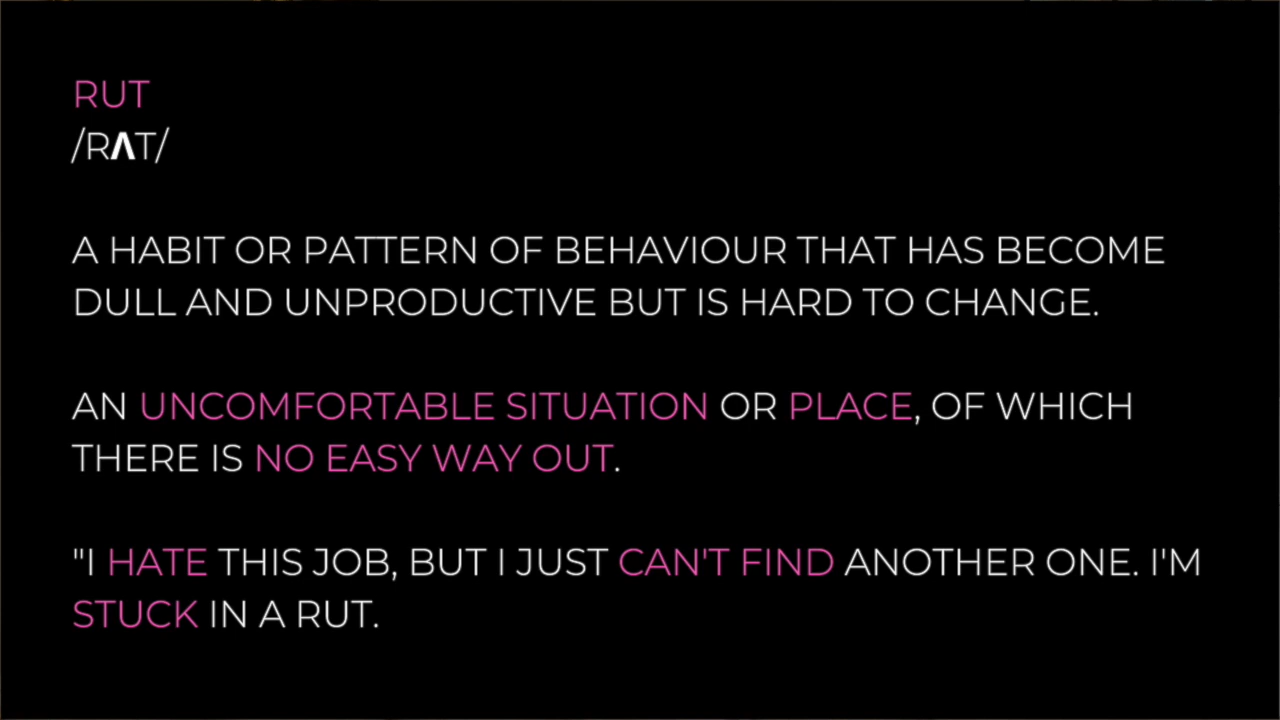 RUT
/RɅT/
A HABIT OR PATTERN OF BEHAVIOUR THAT HAS BECOME
DULL AND UNPRODUCTIVE BUT IS HARD TO CHANGE.
AN UNCOMFORTABLE SITUATION OR PLACE, OF WHICH
THERE IS NO EASY WAY OUT.
"I HATE THIS JOB, BUT I JUST CAN'T FIND ANOTHER ONE. I'M
STUCK IN A RUT.